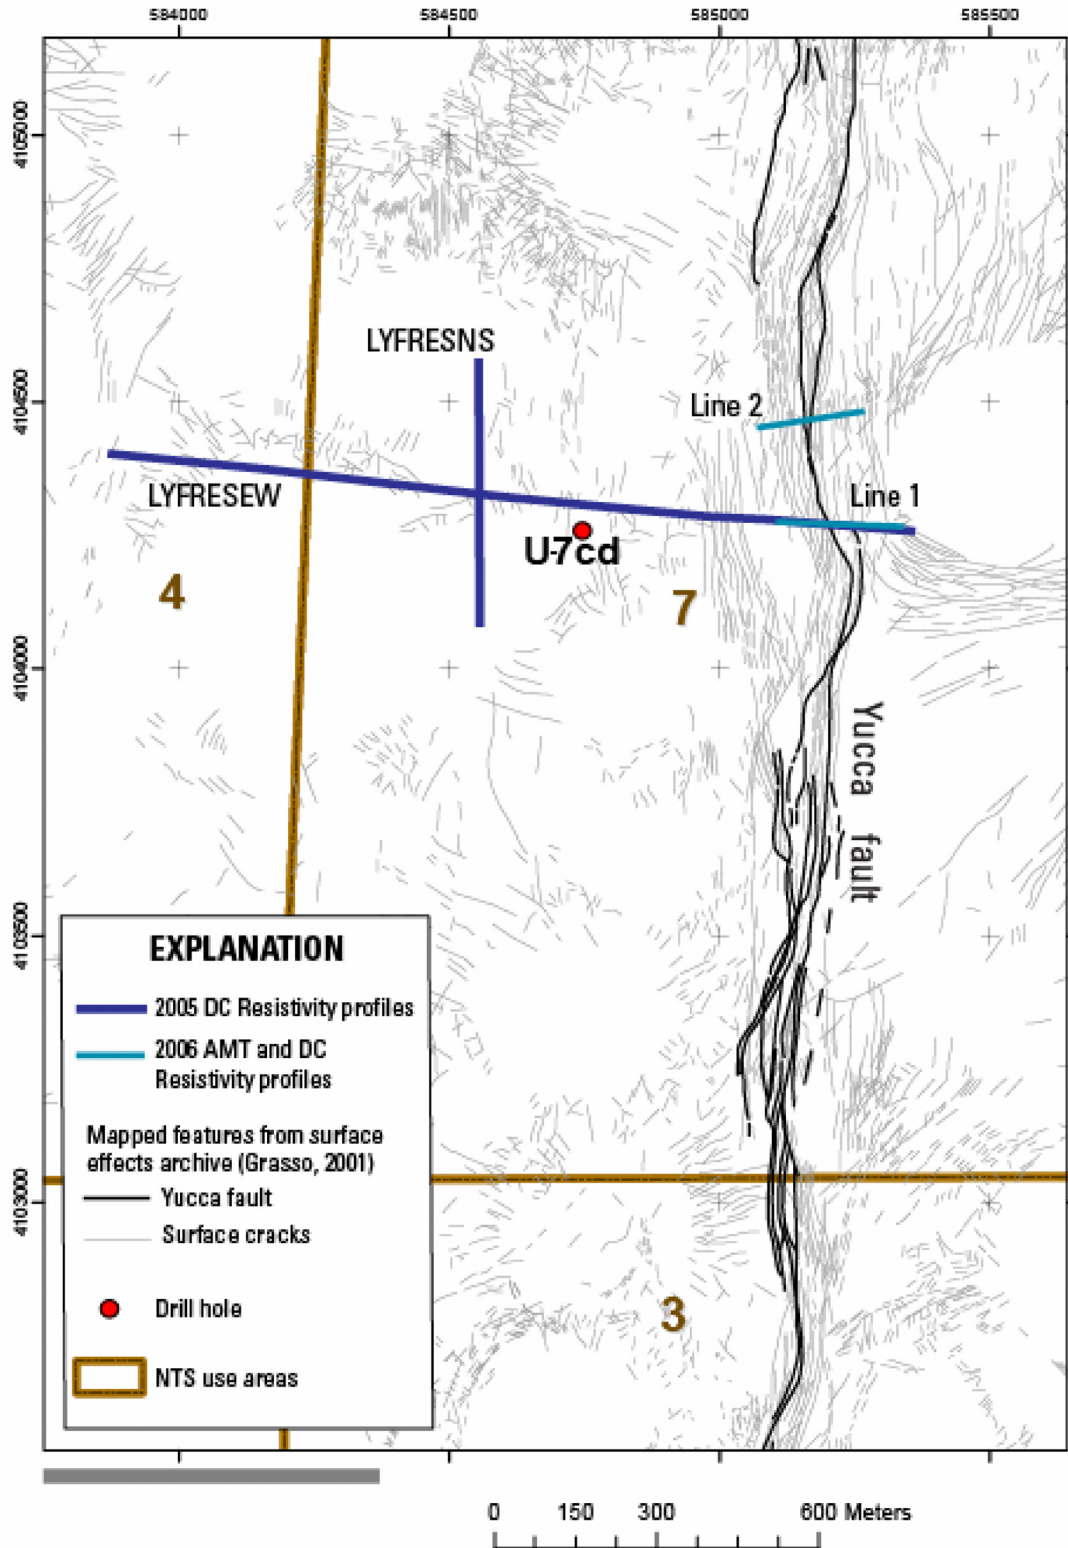 584000
584500
585000
585500
4105000
LYFRESNS
4104500
Line 2
LYFRESEW
Line 1
U-7cd
4
7
4104000
Yucca fault
4103500
EXPLANATION
2005 DC Resistivity profiles
2006 AMT and DC
Resistivity profiles
Mapped features from surface
effects archive (Grasso, 2001)
Yucca fault
Surface cracks
4103000
Drill hole
3
NTS use areas
0 150 300 600 Meters